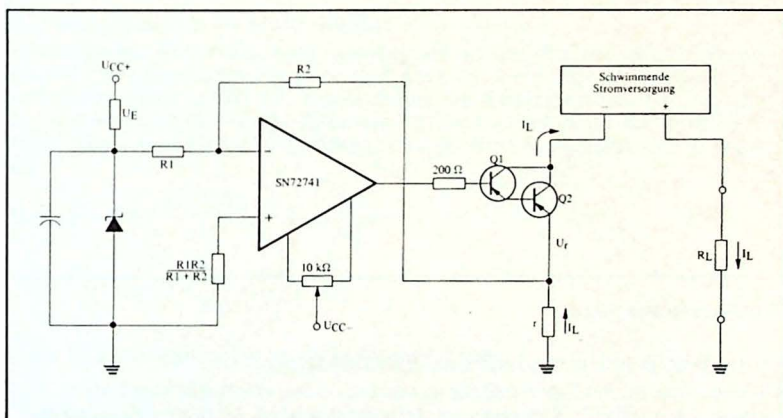 UCC+
UE
R1
R2
−
+
SN72741
R1R2
R1 + R2
10 kΩ
UCC−
200 Ω
Q1
Q2
IL
Ur
r
IL
Schwimmende
Stromversorgung
−
+
RL
IL